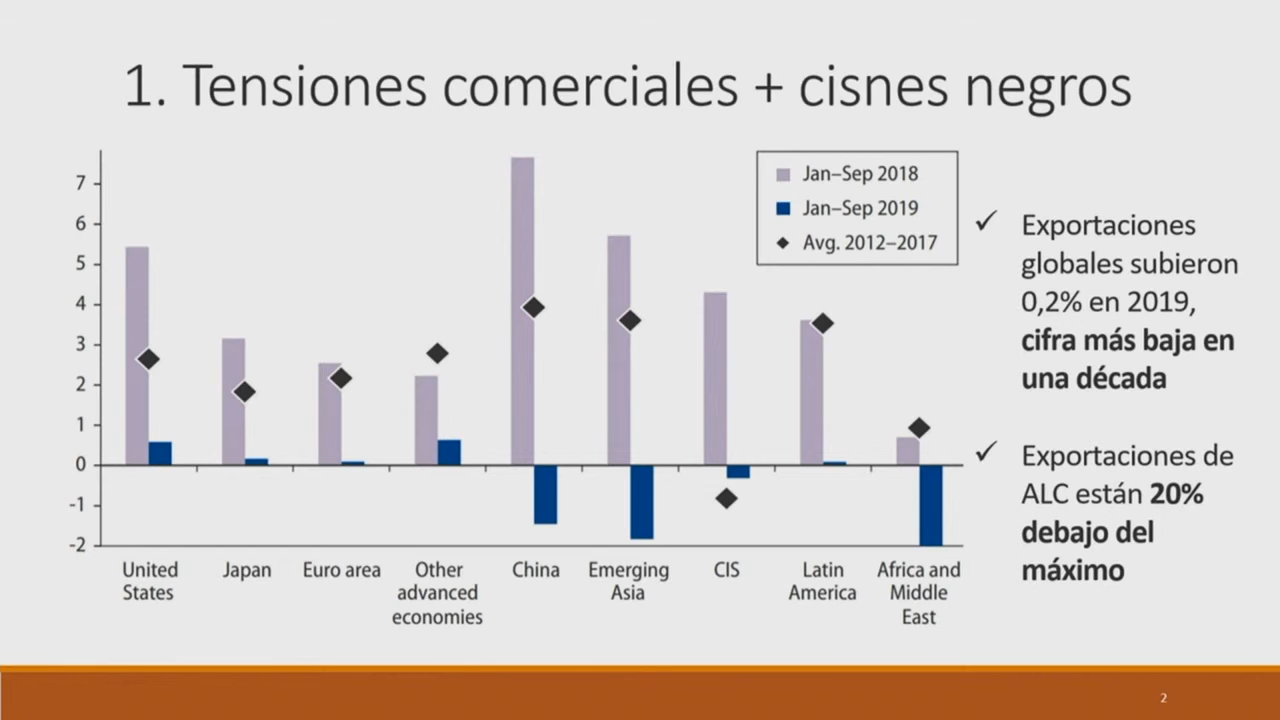 1. Tensiones comerciales + cisnes negros
7
6
5
4
3
2
1
0
-1
-2
Jan–Sep 2018
Jan–Sep 2019
Avg. 2012–2017
United
States
Japan
Euro area
Other
advanced
economies
China
Emerging
Asia
CIS
Latin
America
Africa and
Middle
East
✓ Exportaciones
globales subieron
0,2% en 2019,
cifra más baja en
una década
✓ Exportaciones de
ALC están 20%
debajo del
máximo
2